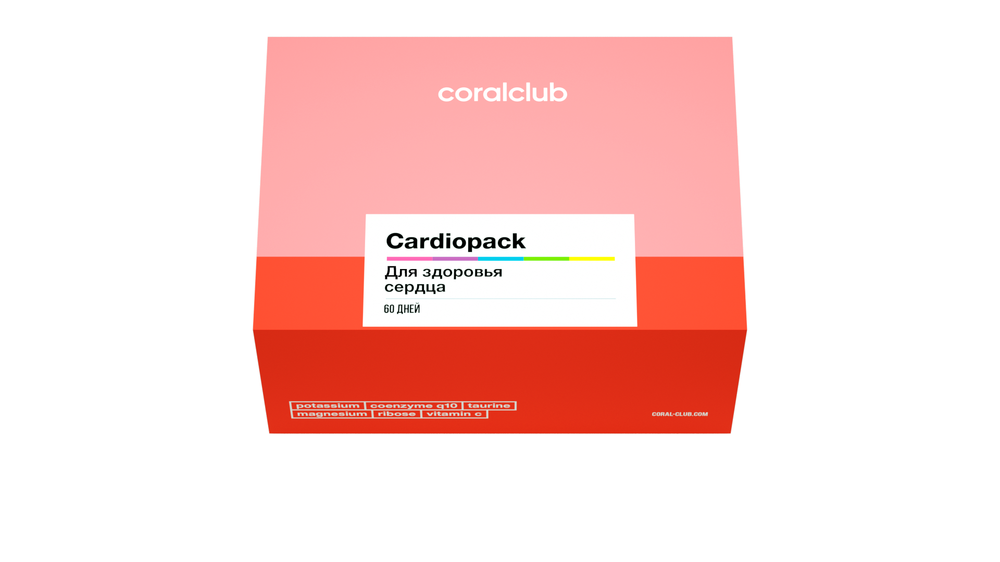 coralclub
Cardiopack
Для здоровья
сердца
60 ДНЕЙ
potassium coenzyme q10 taurine
magnesium ribose vitamin c
CORAL-CLUB.COM